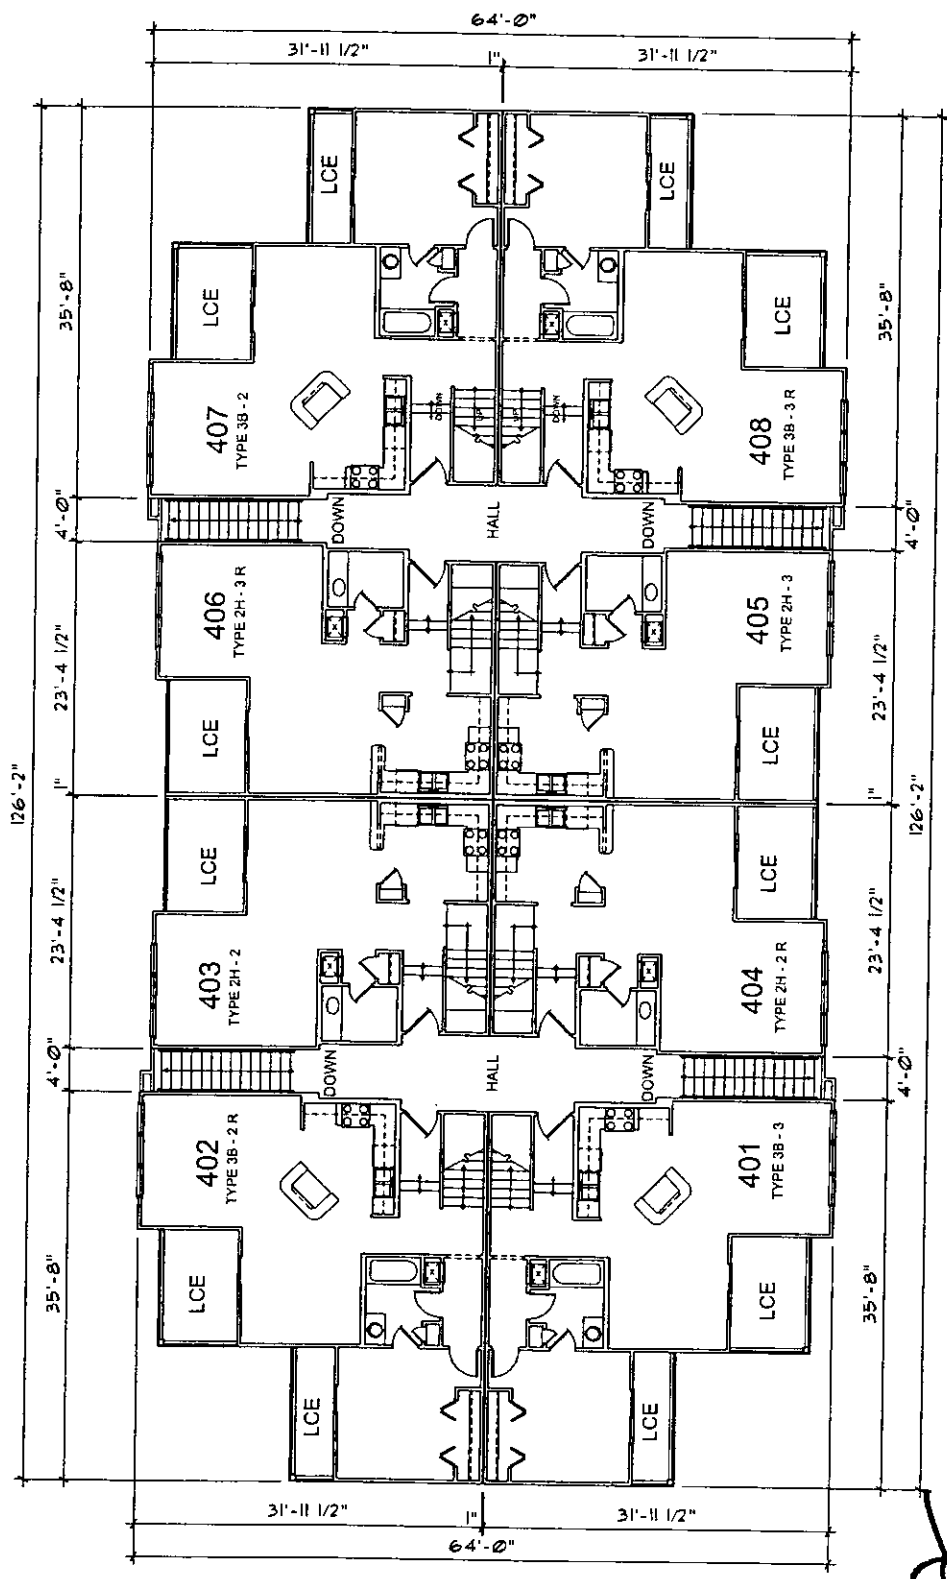 64'-0"
31'-11 1/2"
1"
31'-11 1/2"
LCE
LCE
35'-8"
LCE
LCE
35'-8"
407
TYPE 3B - 2
408
TYPE 3B - 3 R
UP
UP
DOWN
DOWN
4'-0"
DOWN
HALL
DOWN
4'-0"
406
TYPE 2H - 3 R
405
TYPE 2H - 3
23'-4 1/2"
23'-4 1/2"
LCE
LCE
126'-2"
1"
1"
126'-2"
LCE
LCE
23'-4 1/2"
23'-4 1/2"
403
TYPE 2H - 2
404
TYPE 2H - 2 R
4'-0"
DOWN
HALL
DOWN
4'-0"
402
TYPE 3B - 2 R
401
TYPE 3B - 3
35'-8"
LCE
LCE
35'-8"
LCE
LCE
31'-11 1/2"
1"
31'-11 1/2"
64'-0"